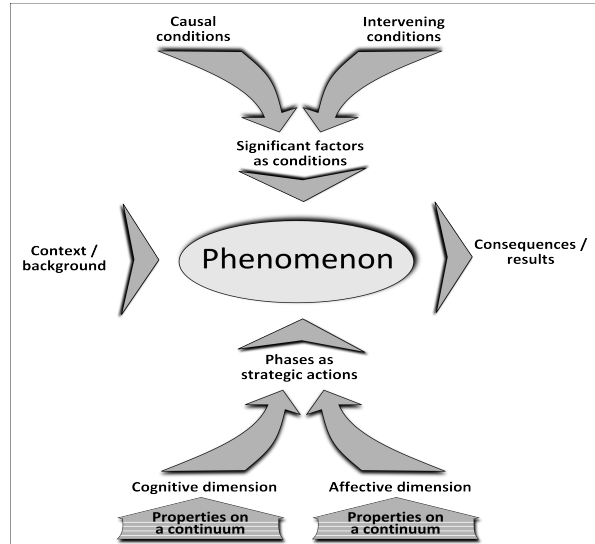 Causal
conditions
Intervening
conditions
Significant factors
as conditions
Context /
background
Phenomenon
Consequences /
results
Phases as
strategic actions
Cognitive dimension
Affective dimension
Properties on
a continuum
Properties on
a continuum